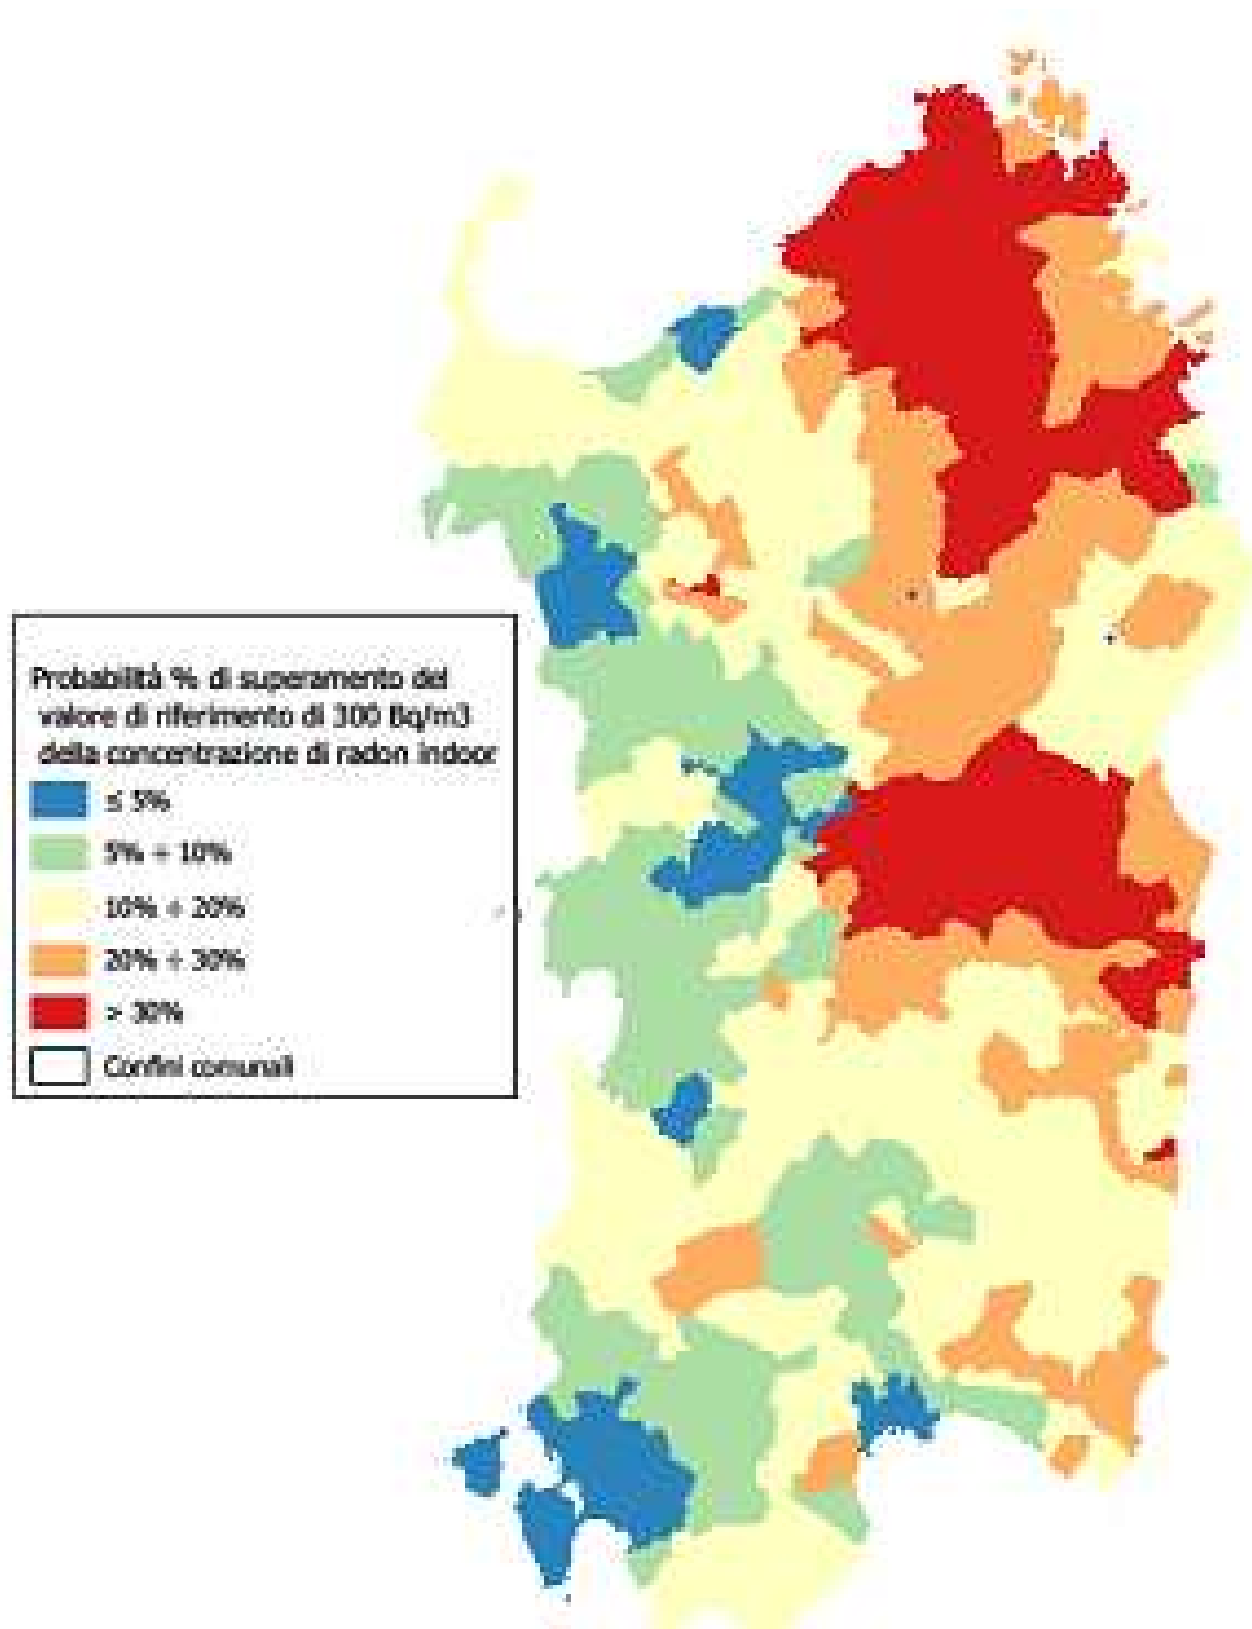 Probabilità % di superamento del
valore di riferimento di 300 Bq/m3
della concentrazione di radon indoor
≤ 5%
5% ÷ 10%
10% ÷ 20%
20% ÷ 30%
> 30%
Confini comunali